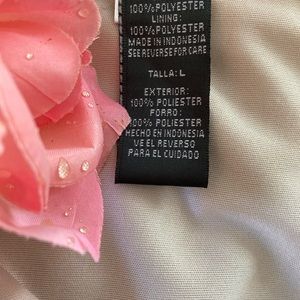 100%POLYESTER
LINING:
100%POLYESTER
MADE IN INDONESIA
SEE REVERSE FOR CARE
TALLA: L
EXTERIOR:
100% POLIESTER
FORRO:
100% POLIESTER
HECHO EN INDONESIA
VE EL REVERSO
PARA EL CUIDADO